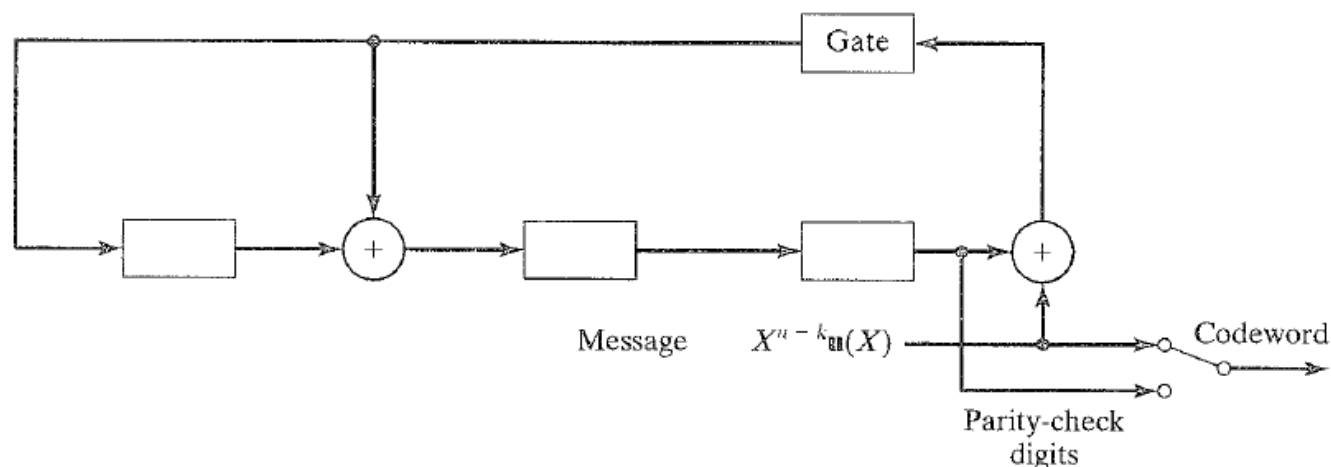 Gate
+
+
Message X^{n-k}u(X)
Codeword
Parity-check
digits